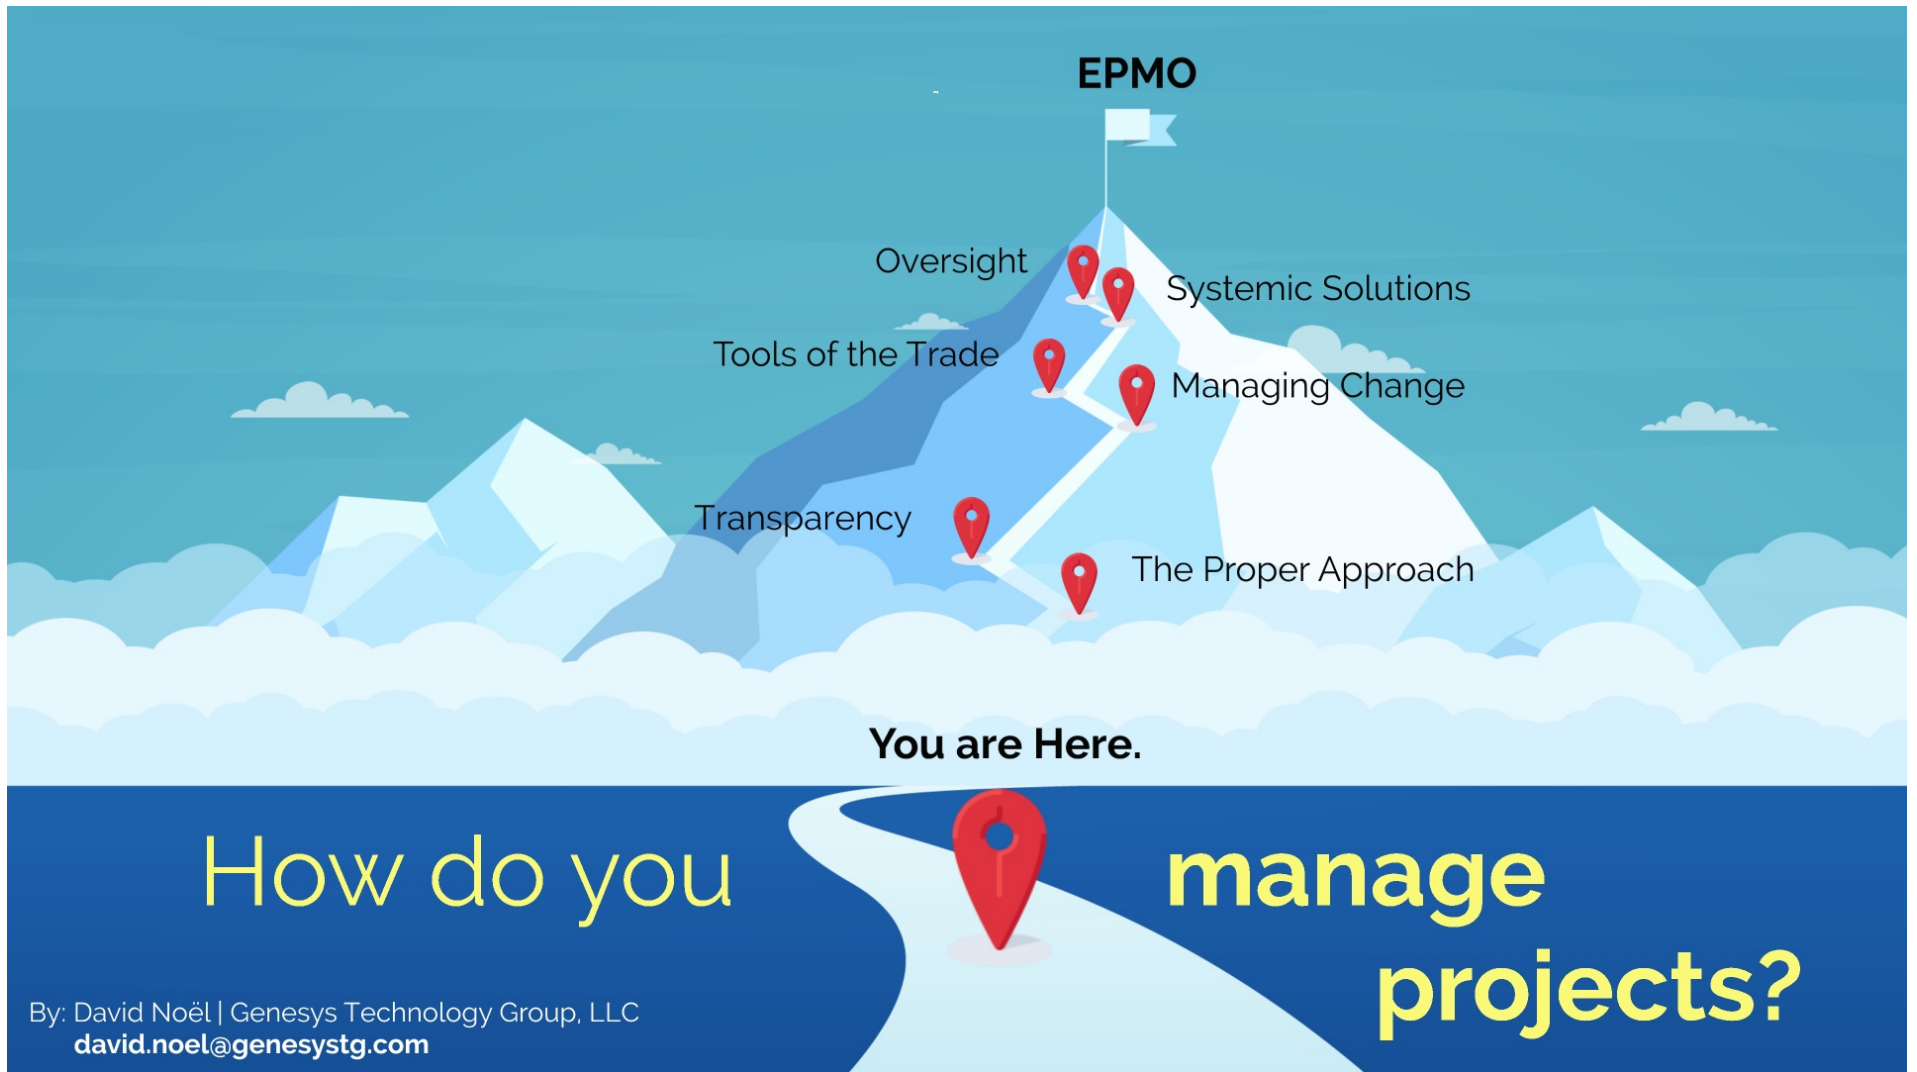 EPMO
Oversight
Systemic Solutions
Tools of the Trade
Managing Change
Transparency
The Proper Approach
You are Here.
How do you
manage
projects?
By: David Noël | Genesys Technology Group, LLC
david.noel@genesystg.com